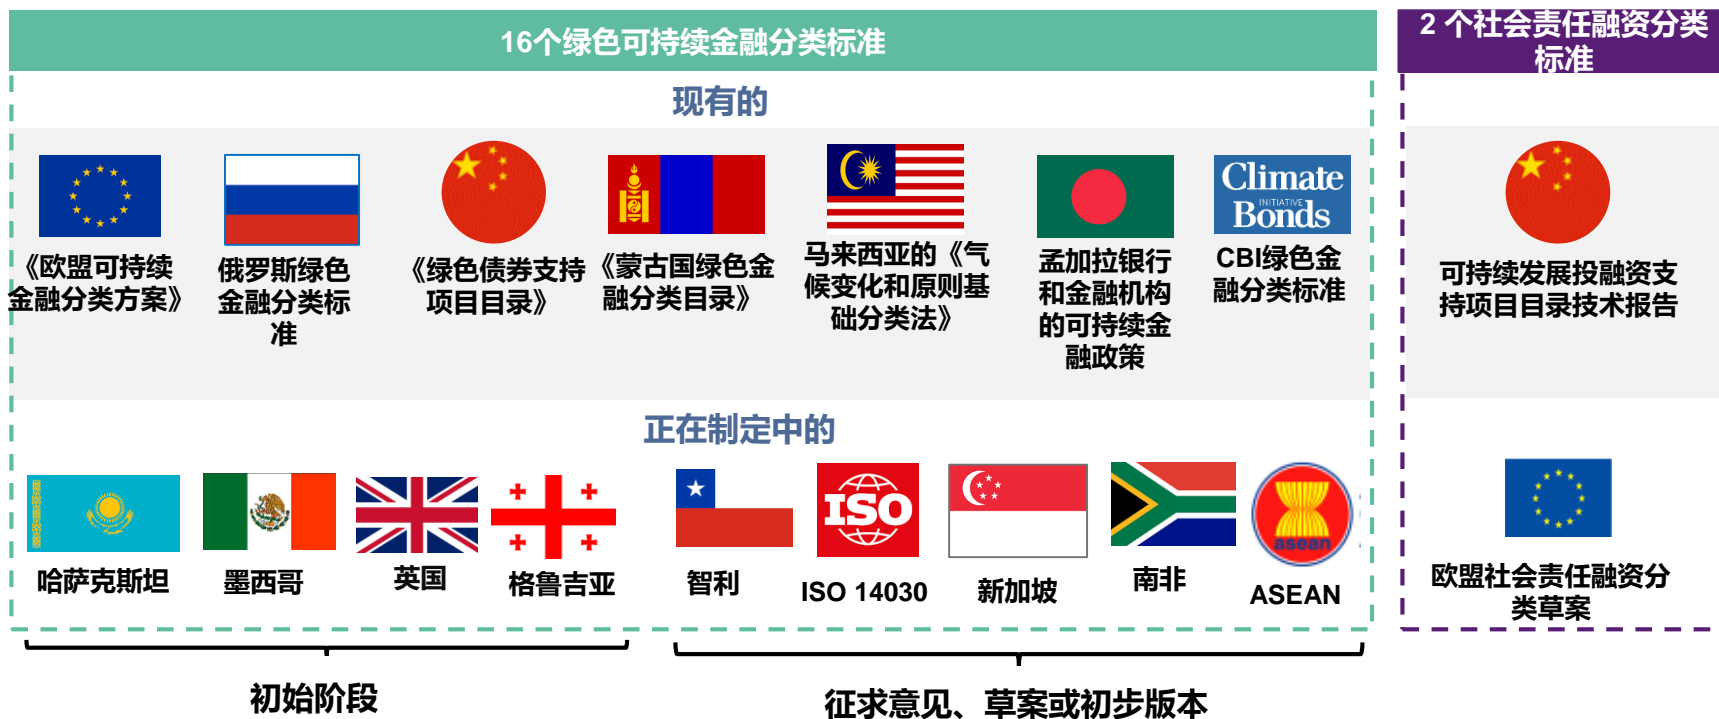 16个绿色可持续金融分类标准
2 个社会责任融资分类
标准
现有的
Climate
INITIATIVE
Bonds
《欧盟可持续
金融分类方案》
俄罗斯绿色
金融分类标
准
《绿色债券支持
项目目录》
《蒙古国绿色金
融分类目录》
马来西亚的《气
候变化和原则基
础分类法》
孟加拉银行
和金融机构
的可持续金
融政策
CBI绿色金
融分类标准
可持续发展投融资支
持项目目录技术报告
正在制定中的
ISO
asean
哈萨克斯坦
墨西哥
英国
格鲁吉亚
智利
ISO 14030
新加坡
南非
ASEAN
欧盟社会责任融资分
类草案
初始阶段
征求意见、草案或初步版本